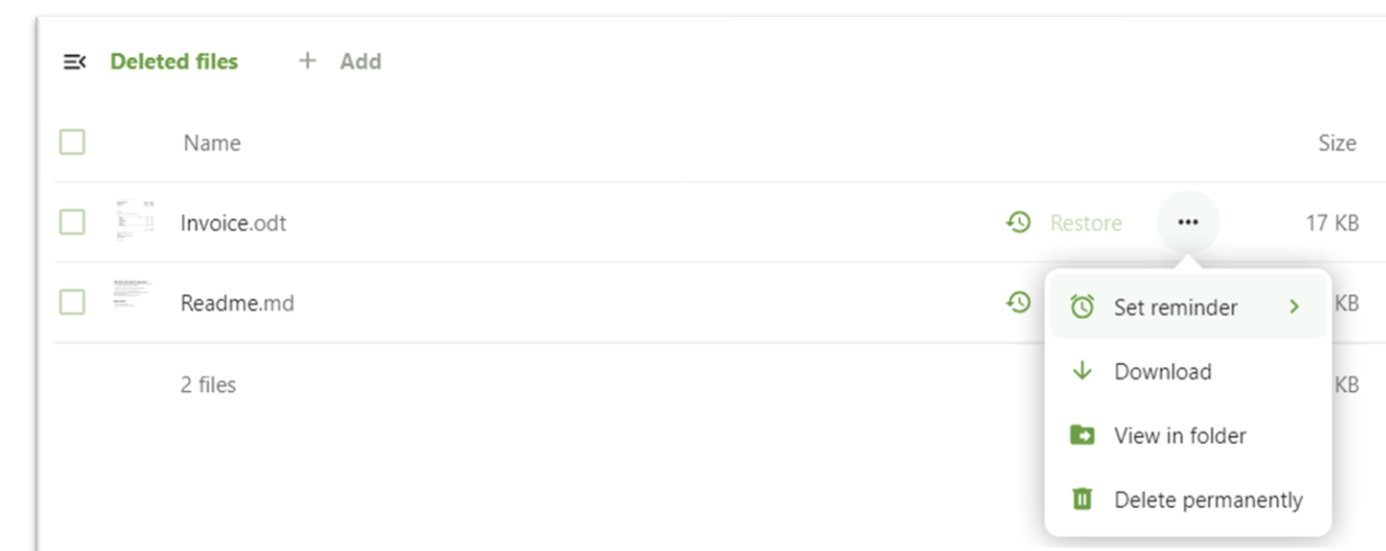 Deleted files + Add
Name Size
Invoice.odt Restore ••• 17 KB
Readme.md KB
Set reminder >
2 files KB
Download
View in folder
Delete permanently